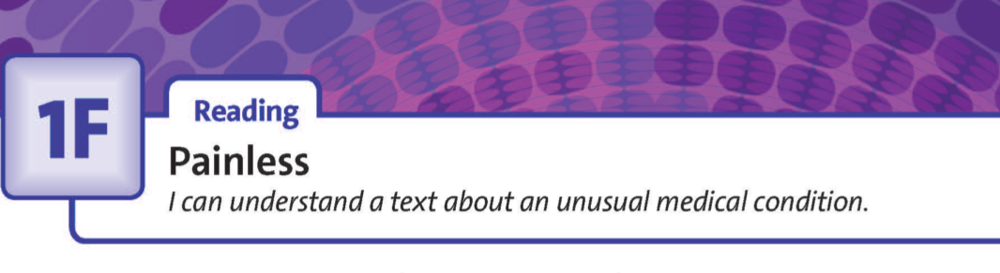 1F
Reading
Painless
I can understand a text about an unusual medical condition.